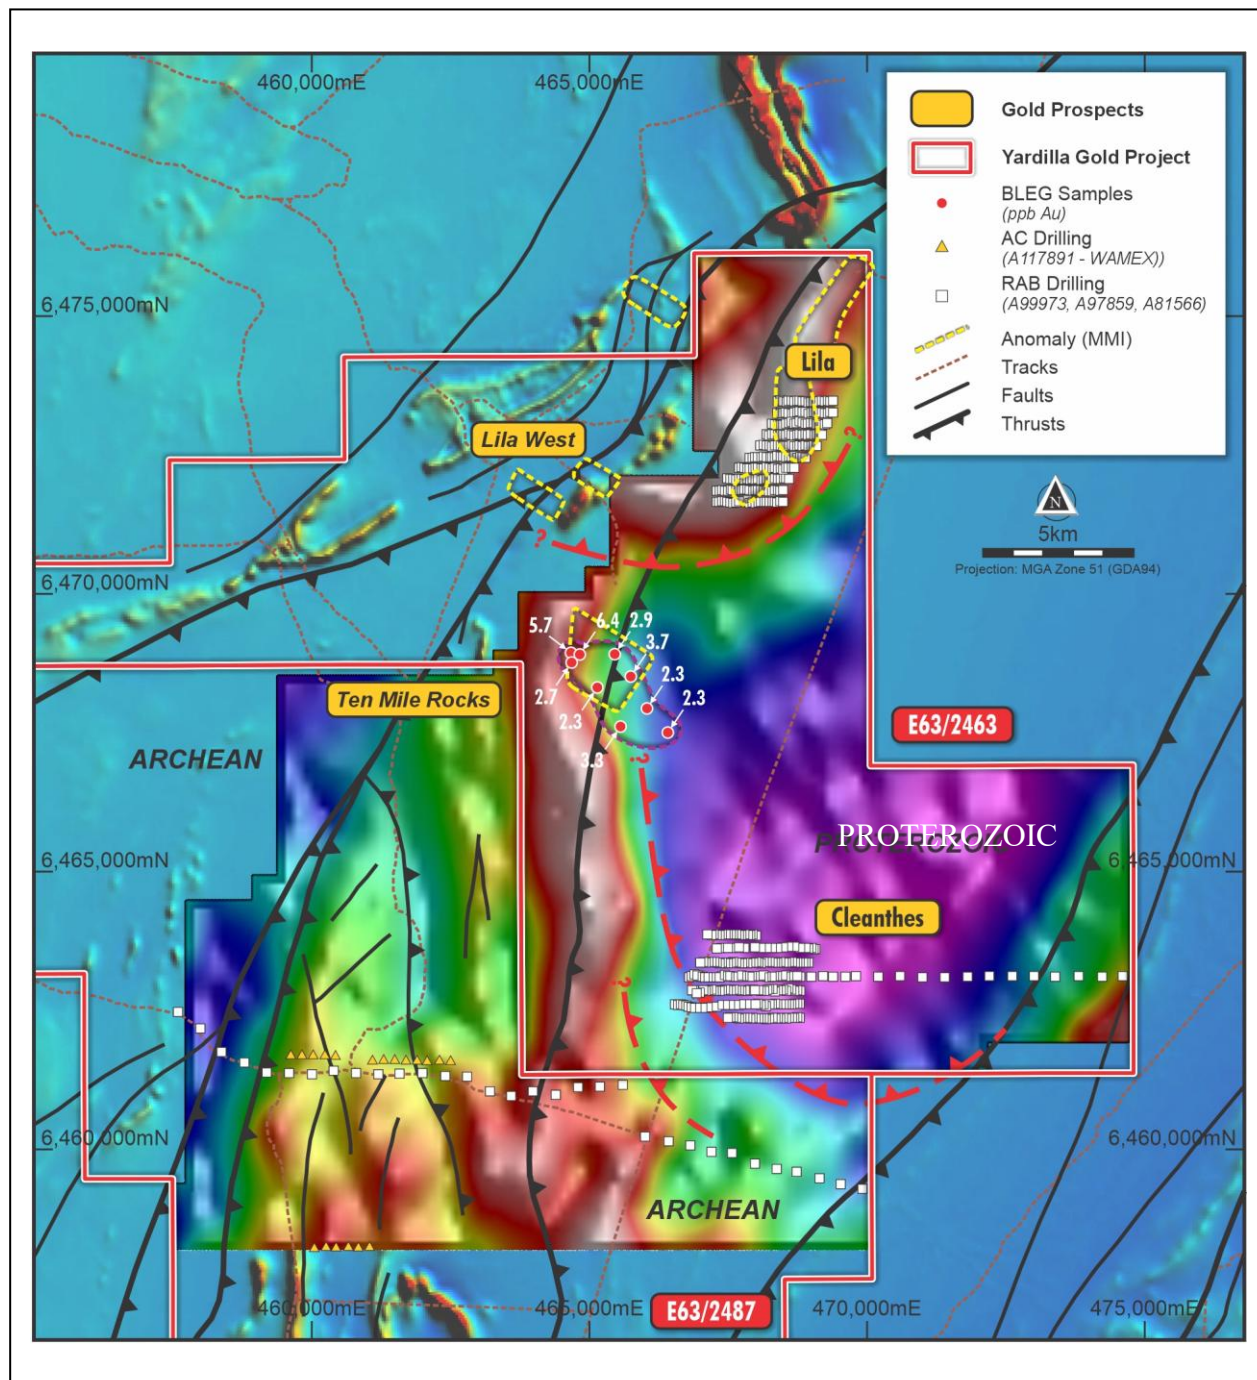 460,000mE
465,000mE
Gold Prospects
Yardilla Gold Project
BLEG Samples
(ppb Au)
AC Drilling
(A117891 - WAMEX))
RAB Drilling
(A99973, A97859, A81566)
Anomaly (MMI)
Tracks
Faults
Thrusts
6,475,000mN
Lila
Lila West
?
?
N
5km
Projection: MGA Zone 51 (GDA94)
6,470,000mN
5.7
6.4
2.9
3.7
2.3
2.3
2.7
2.3
3.3
Ten Mile Rocks
E63/2463
ARCHEAN
?
PROTEROZOIC
PROTEROZOIC
6,465,000mN
6,465,000mN
Cleanthes
?
6,460,000mN
6,460,000mN
ARCHEAN
460,000mE
465,000mE
E63/2487
470,000mE
475,000mE